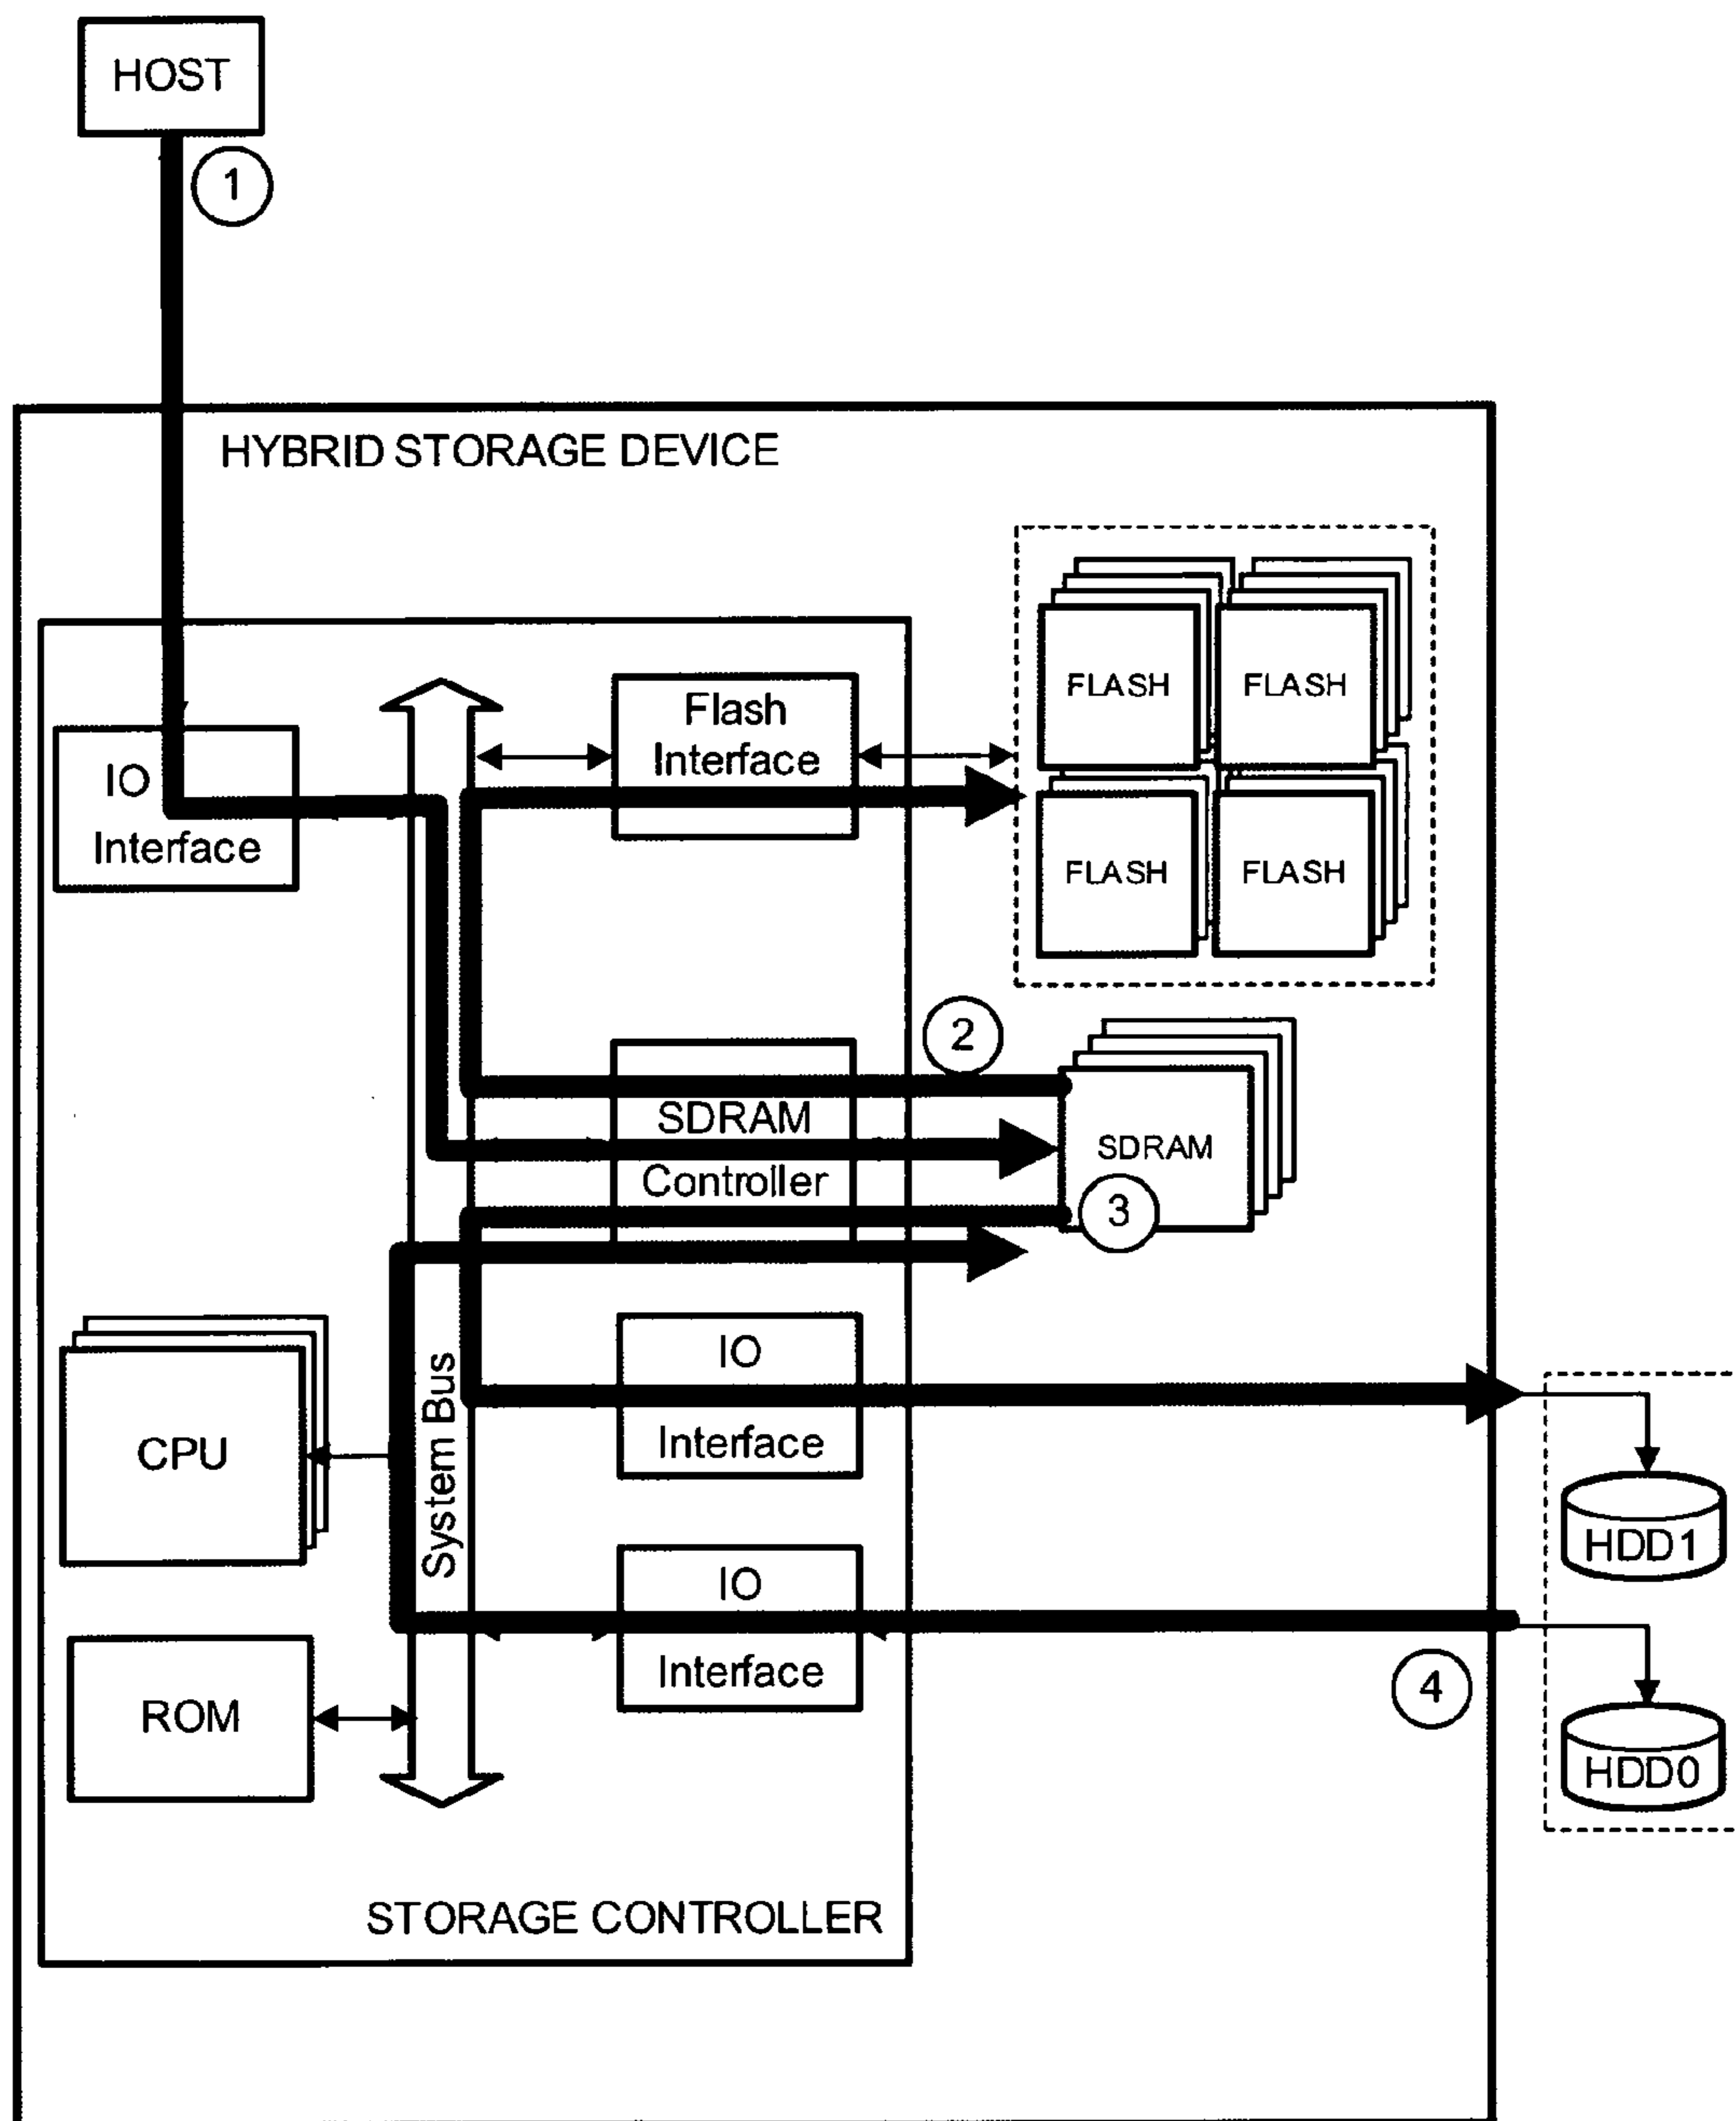 HOST
1
HYBRID STORAGE DEVICE
FLASH
FLASH
Flash
Interface
IO
Interface
FLASH
FLASH
2
SDRAM
Controller
SDRAM
3
IO
Interface
System Bus
CPU
HDD1
IO
Interface
4
ROM
HDD0
STORAGE CONTROLLER